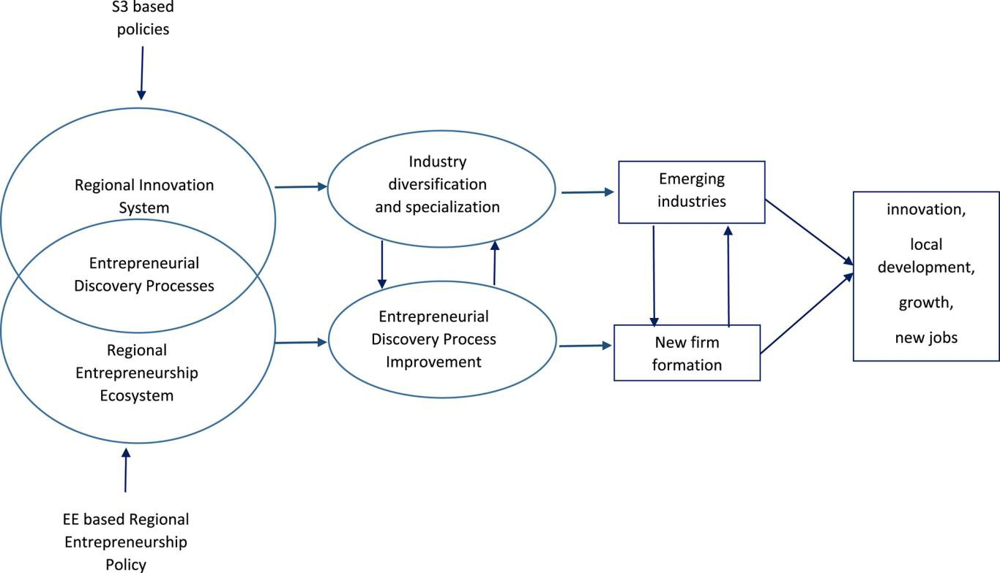 S3 based
policies
Regional Innovation
System
Entrepreneurial
Discovery Processes
Regional
Entrepreneurship
Ecosystem
EE based Regional
Entrepreneurship
Policy
Industry
diversification
and specialization
Entrepreneurial
Discovery Process
Improvement
Emerging
industries
New firm
formation
innovation,
local
development,
growth,
new jobs